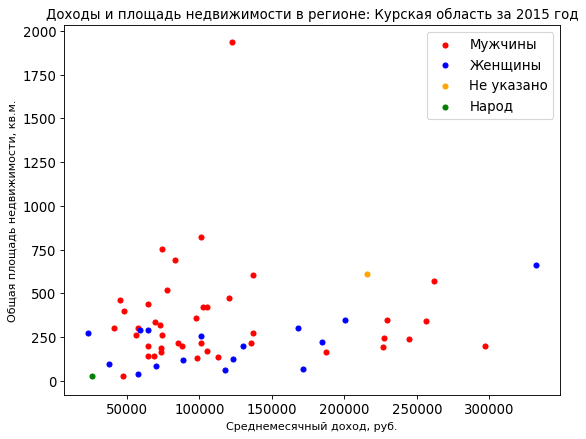 Доходы и площадь недвижимости в регионе: Курская область за 2015 год
Общая площадь недвижимости, кв.м.
2000
1750
1500
1250
1000
750
500
250
0
Мужчины
Женщины
Не указано
Народ
50000 100000 150000 200000 250000 300000
Среднемесячный доход, руб.